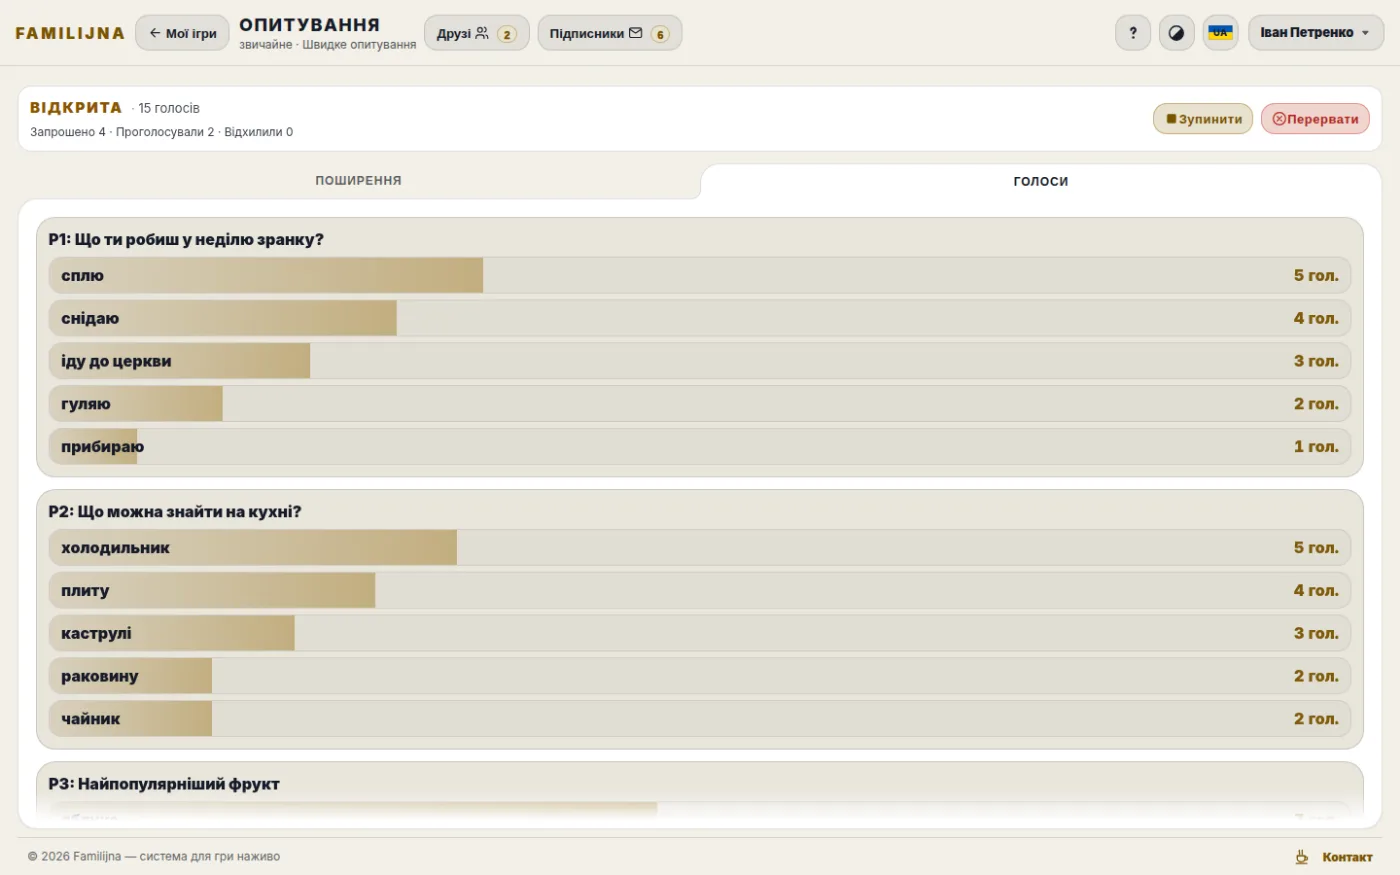 FAMILIJNA
Мої ігри
ОПИТУВАННЯ
звичайне · Швидке опитування
Друзі 2
Підписники 6
?
UA
Іван Петренко
ВІДКРИТА · 15 голосів
Запрошено 4 · Проголосували 2 · Відхилили 0
Зупинити
Перервати
ПОШИРЕННЯ
ГОЛОСИ
P1: Що ти робиш у неділю зранку?
сплю 5 гол.
снідаю 4 гол.
іду до церкви 3 гол.
гуляю 2 гол.
прибираю 1 гол.
P2: Що можна знайти на кухні?
холодильник 5 гол.
плиту 4 гол.
каструлі 3 гол.
раковину 2 гол.
чайник 2 гол.
P3: Найпопулярніший фрукт
© 2026 Familijna — система для гри наживо
Контакт